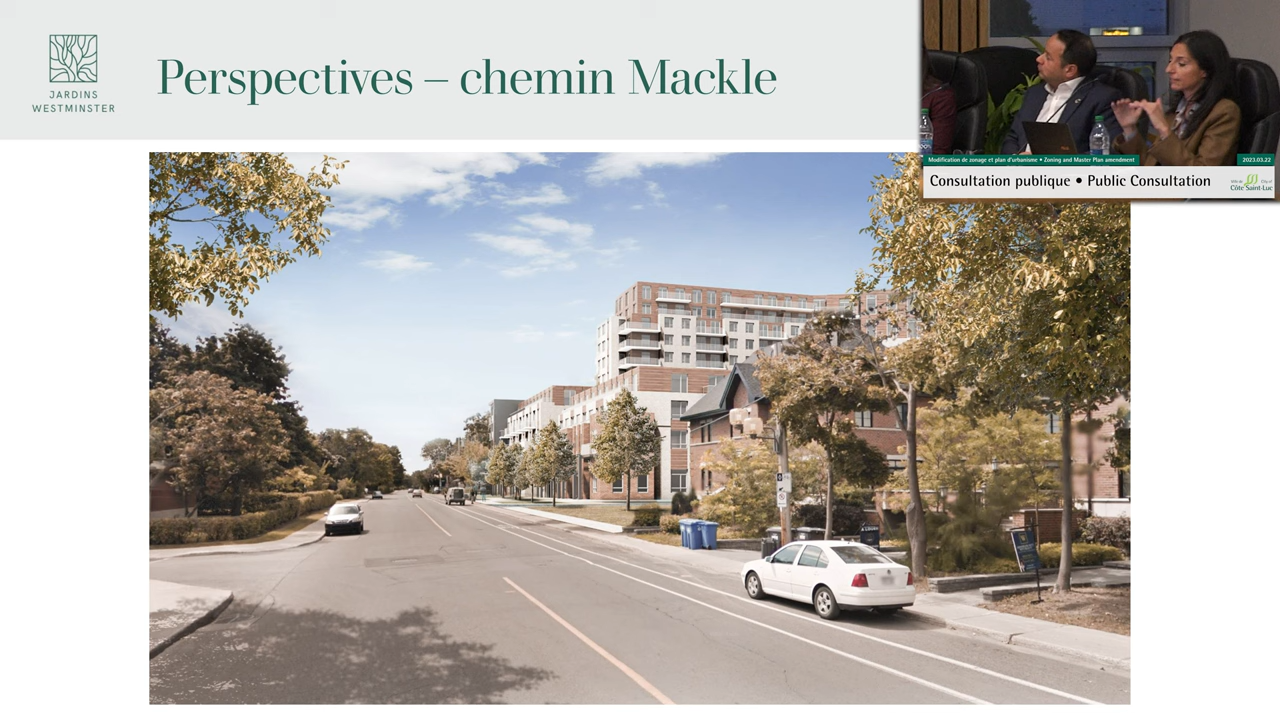 JARDINS
WESTMINSTER
Perspectives – chemin Mackle
Modification de zonage et plan d'urbanisme • Zoning and Master Plan amendment
2023.03.22
Consultation publique • Public Consultation
Côte Saint-Luc